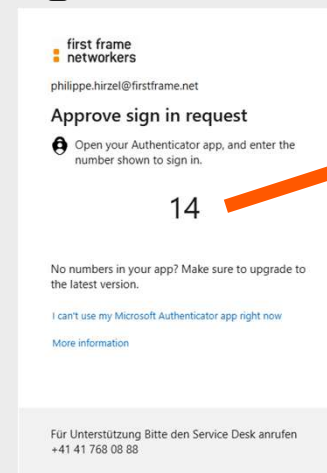 first frame
networkers
philippe.hirzel@firstframe.net
Approve sign in request
Open your Authenticator app, and enter the
number shown to sign in.
14
No numbers in your app? Make sure to upgrade to
the latest version.
I can't use my Microsoft Authenticator app right now
More information
Für Unterstützung Bitte den Service Desk anrufen
+41 41 768 08 88